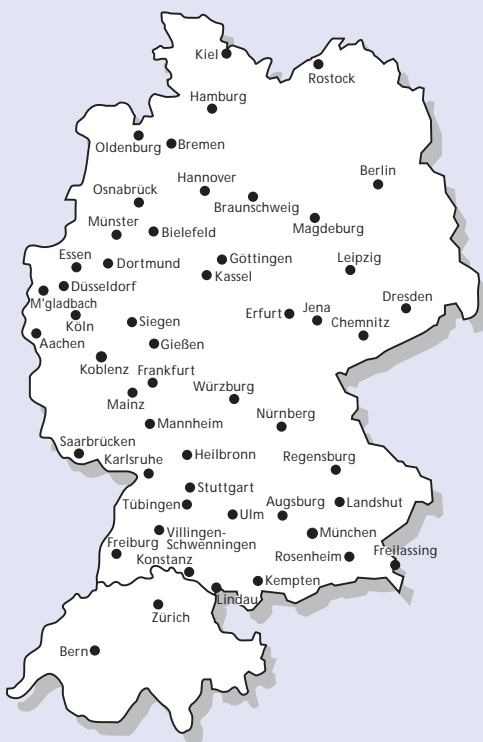 Kiel
Rostock
Hamburg
Oldenburg
Bremen
Berlin
Hannover
Osnabrück
Braunschweig
Magdeburg
Münster
Bielefeld
Essen
Dortmund
Göttingen
Leipzig
Kassel
Düsseldorf
M'gladbach
Dresden
Köln
Siegen
Erfurt
Jena
Chemnitz
Aachen
Gießen
Koblenz
Frankfurt
Würzburg
Mainz
Nürnberg
Mannheim
Saarbrücken
Karlsruhe
Heilbronn
Regensburg
Stuttgart
Tübingen
Ulm
Augsburg
Landshut
Villingen-
Schwenningen
München
Freiburg
Konstanz
Rosenheim
Freilassing
Kempten
Lindau
Zürich
Bern